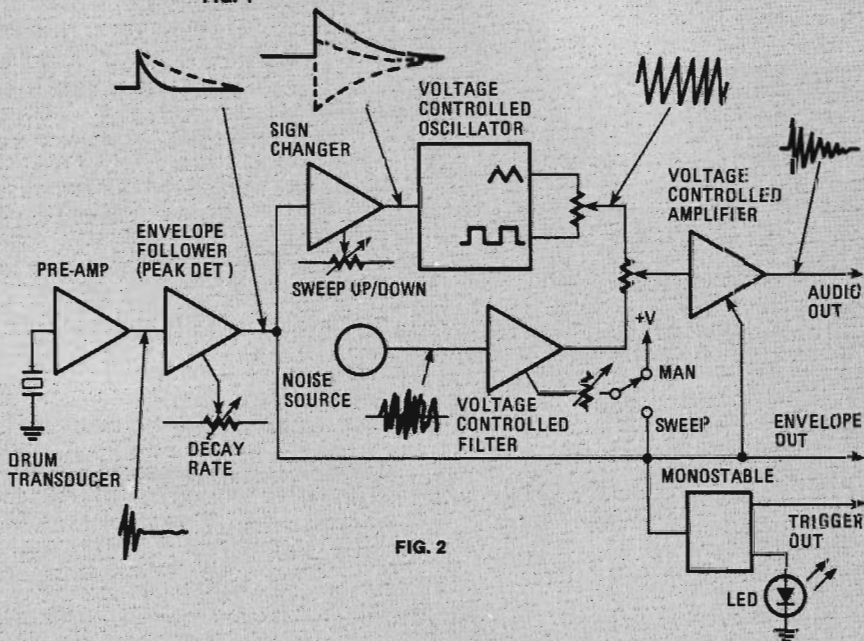 VOLTAGE
CONTROLLED
OSCILLATOR
SIGN
CHANGER
VOLTAGE
CONTROLLED
AMPLIFIER
ENVELOPE
FOLLOWER
(PEAK DET)
PRE-AMP
SWEEP UP/DOWN
AUDIO
OUT
+V
NOISE
SOURCE
MAN
VOLTAGE
CONTROLLED
FILTER
SWEEP
ENVELOPE
OUT
DECAY
RATE
DRUM
TRANSDUCER
MONOSTABLE
TRIGGER
OUT
FIG. 2
LED